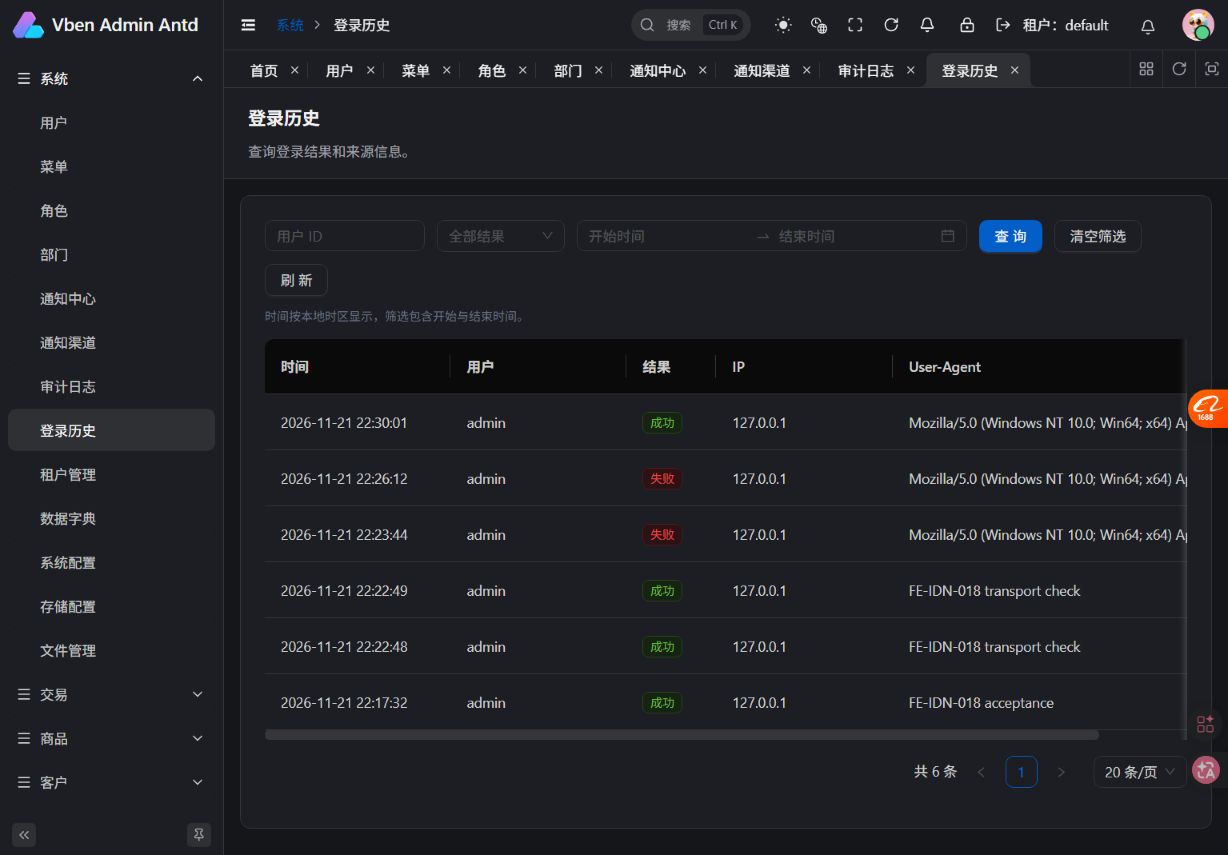 Vben Admin Antd
系统 > 登录历史
搜索 Ctrl K
租户：default
首页 × 用户 × 菜单 × 角色 × 部门 × 通知中心 × 通知渠道 × 审计日志 × 登录历史 ×
系统
用户
菜单
角色
部门
通知中心
通知渠道
审计日志
登录历史
租户管理
数据字典
系统配置
存储配置
文件管理
交易
商品
客户
登录历史
查询登录结果和来源信息。
用户 ID 全部结果 开始时间 → 结束时间 查 询 清空筛选
刷 新
时间按本地时区显示，筛选包含开始与结束时间。
时间 用户 结果 IP User-Agent
2026-11-21 22:30:01 admin 成功 127.0.0.1 Mozilla/5.0 (Windows NT 10.0; Win64; x64)
2026-11-21 22:26:12 admin 失败 127.0.0.1 Mozilla/5.0 (Windows NT 10.0; Win64; x64)
2026-11-21 22:23:44 admin 失败 127.0.0.1 Mozilla/5.0 (Windows NT 10.0; Win64; x64)
2026-11-21 22:22:49 admin 成功 127.0.0.1 FE-IDN-018 transport check
2026-11-21 22:22:48 admin 成功 127.0.0.1 FE-IDN-018 transport check
2026-11-21 22:17:32 admin 成功 127.0.0.1 FE-IDN-018 acceptance
共 6 条 < 1 > 20 条/页
1688